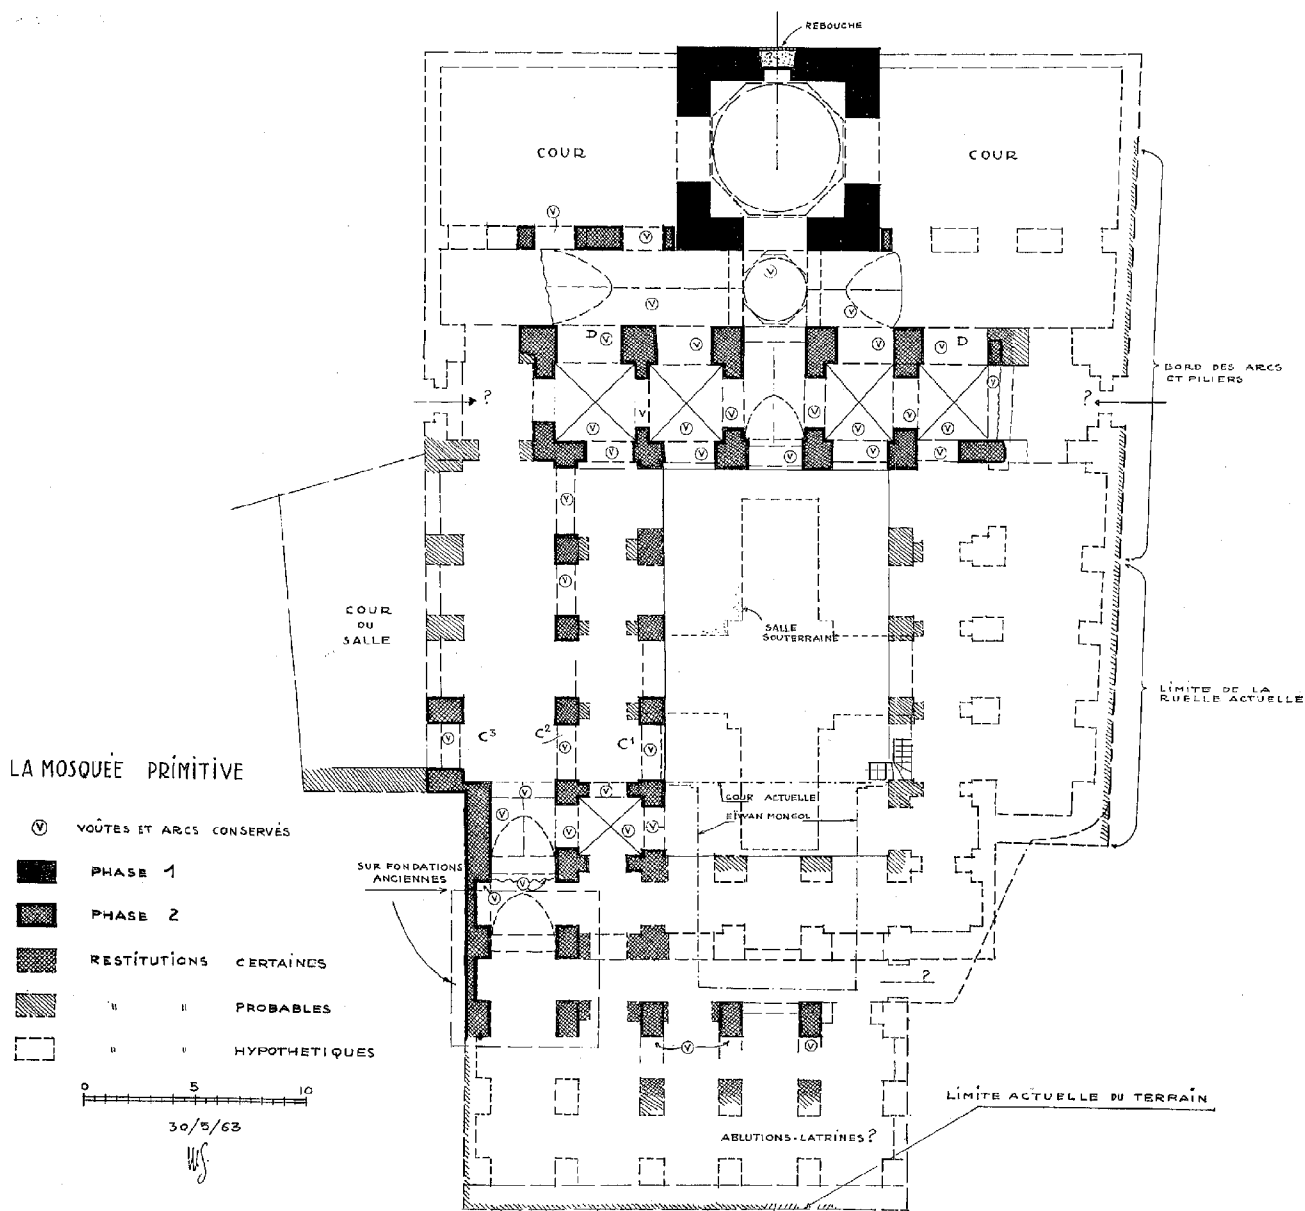 REBOUCHE
COUR
COUR
D
D
?
?
BORD DES ARCS
ET PILIERS
COUR
OU
SALLE
SALLE
SOUTERRAINE
LIMITE DE LA
RUELLE ACTUELLE
C3
C2
C1
COUR ACTUELLE
EIWAN MONGOL
LA MOSQUÉE PRIMITIVE
V VOÛTES ET ARCS CONSERVÉS
PHASE 1
PHASE 2
RESTITUTIONS CERTAINES
" " PROBABLES
" " HYPOTHETIQUES
SUR FONDATIONS
ANCIENNES
?
0 5 10
30/5/63
LIMITE ACTUELLE DU TERRAIN
ABLUTIONS-LATRINES?